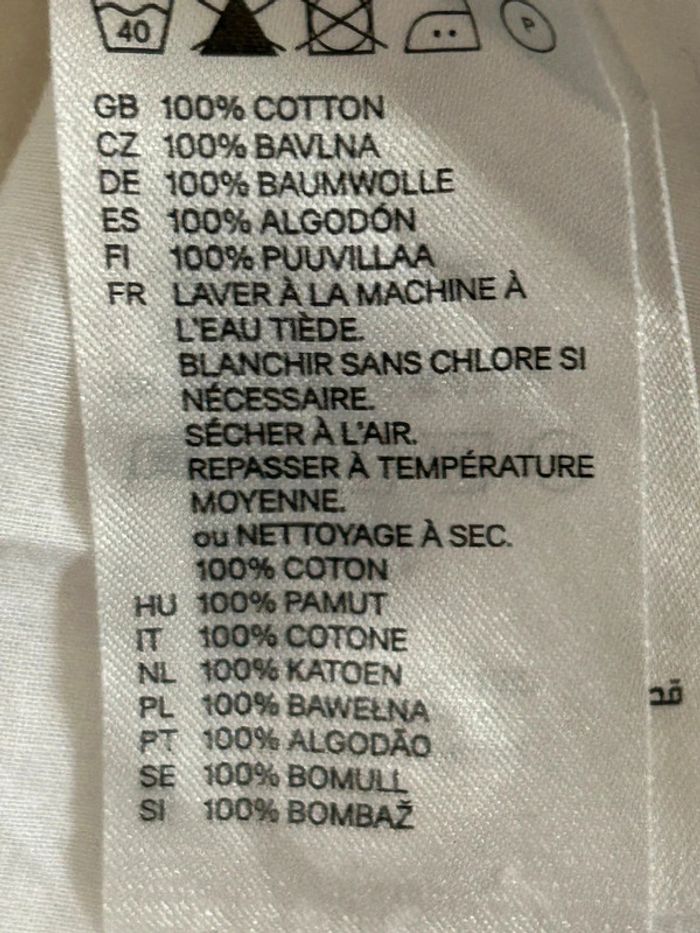 40
P
GB 100% COTTON
CZ 100% BAVLNA
DE 100% BAUMWOLLE
ES 100% ALGODÓN
FI 100% PUUVILLAA
FR LAVER À LA MACHINE À
L'EAU TIÈDE.
BLANCHIR SANS CHLORE SI
NÉCESSAIRE.
SÉCHER À L'AIR.
REPASSER À TEMPÉRATURE
MOYENNE.
ou NETTOYAGE À SEC.
100% COTON
HU 100% PAMUT
IT 100% COTONE
NL 100% KATOEN
PL 100% BAWEŁNA
PT 100% ALGODÃO
SE 100% BOMULL
SI 100% BOMBAŽ